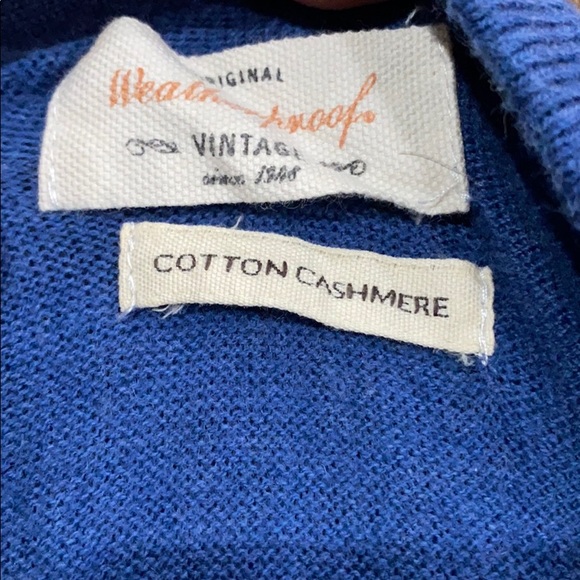 ORIGINAL
Weatherproof
VINTAGE
since 1948
COTTON CASHMERE